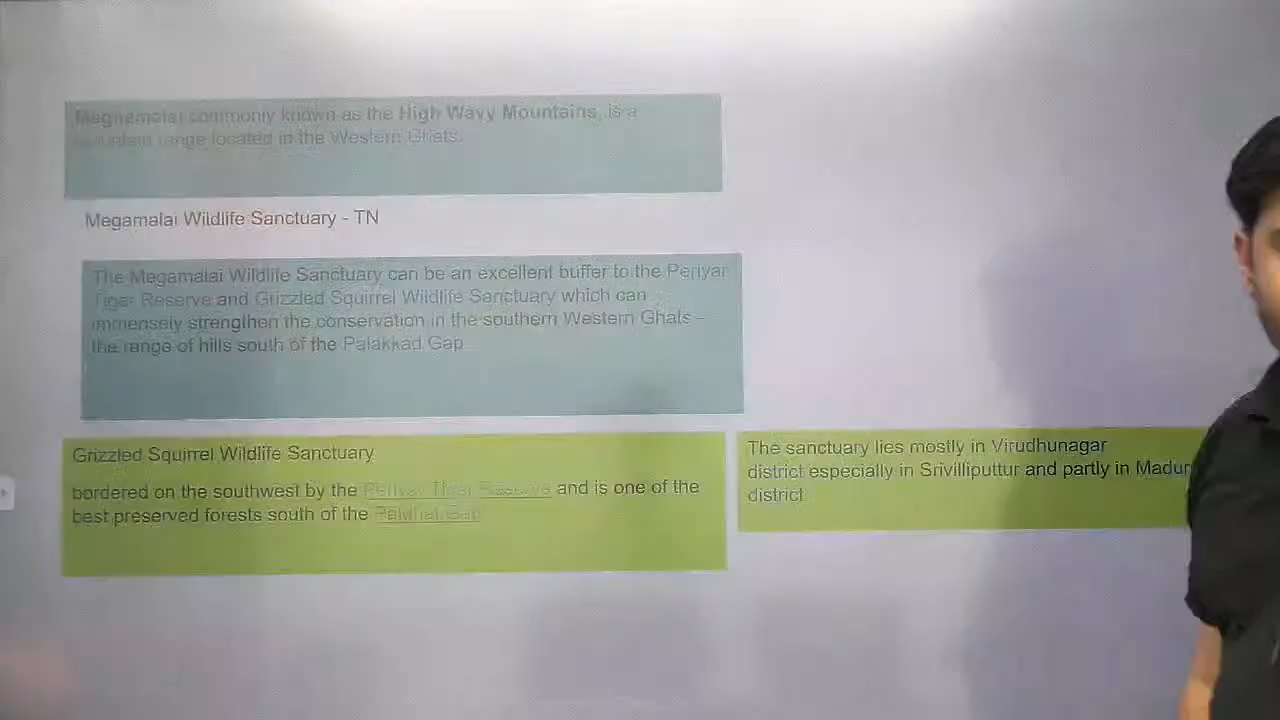 Megnemalai commonly known as the High Wavy Mountains, is a
mountain range located in the Western Ghats.
Megamalai Wildlife Sanctuary - TN
The Megamalai Wildlife Sanctuary can be an excellent buffer to the Periyar
Tiger Reserve and Grizzled Squirrel Wildlife Sanctuary which can
immensely strengthen the conservation in the southern Western Ghats –
the range of hills south of the Palakkad Gap
Grizzled Squirrel Wildlife Sanctuary
bordered on the southwest by the Periyar Tiger Reserve and is one of the
best preserved forests south of the Palghat Gap
The sanctuary lies mostly in Virudhunagar
district especially in Srivilliputtur and partly in Madur
district